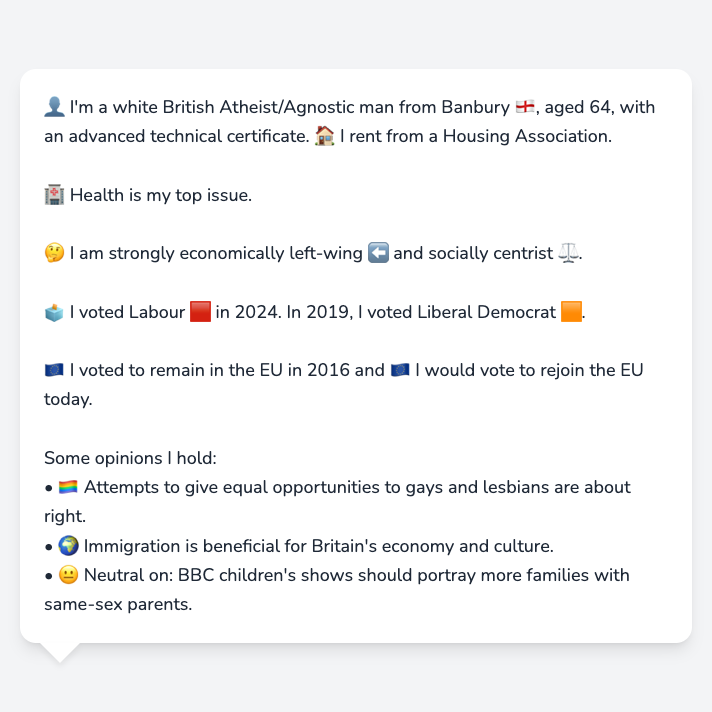 👤 I'm a white British Atheist/Agnostic man from Banbury 🏴󠁧󠁢󠁥󠁮󠁧󠁿, aged 64, with
an advanced technical certificate. 🏠 I rent from a Housing Association.
🏥 Health is my top issue.
🤔 I am strongly economically left-wing ⬅️ and socially centrist ⚖️.
🗳️ I voted Labour 🟥 in 2024. In 2019, I voted Liberal Democrat 🟧.
🇪🇺 I voted to remain in the EU in 2016 and 🇪🇺 I would vote to rejoin the EU
today.
Some opinions I hold:
• 🏳️‍🌈 Attempts to give equal opportunities to gays and lesbians are about
right.
• 🌍 Immigration is beneficial for Britain's economy and culture.
• 😐 Neutral on: BBC children's shows should portray more families with
same-sex parents.